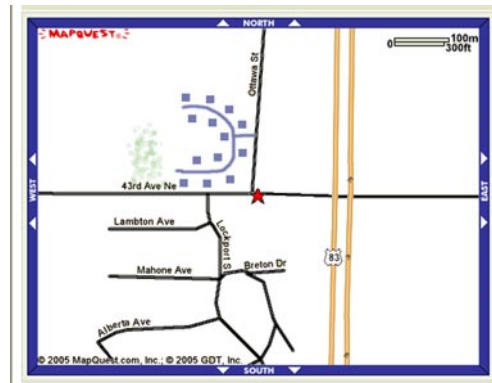 NORTH
MAPQUEST
0 100m
300ft
Ottawa St
WEST
EAST
43rd Ave Ne
Lambton Ave
Lockport S
83
Mahone Ave
Breton Dr
Alberta Ave
© 2005 MapQuest.com, Inc.; © 2005 GDT, Inc.
SOUTH